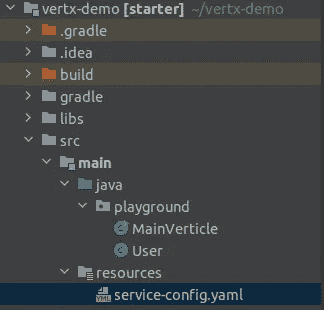 vertx-demo [starter] ~/vertx-demo
.gradle
.idea
build
gradle
libs
src
main
java
playground
MainVerticle
User
resources
service-config.yaml